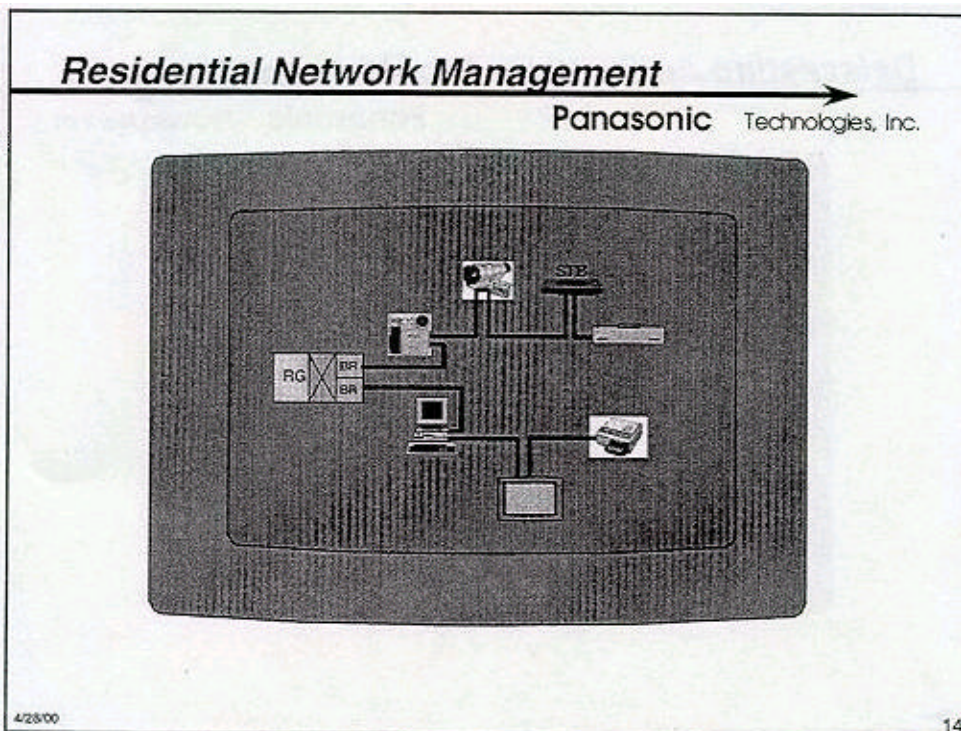 Residential Network Management
Panasonic Technologies, Inc.
STB
RG
BR
BR
4/28/00
14